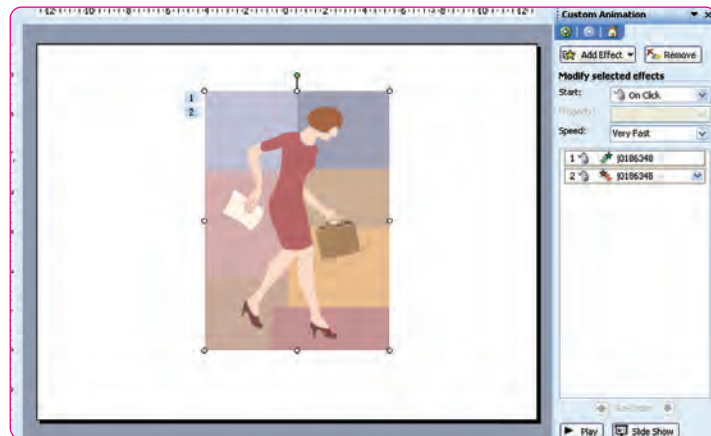 Custom Animation
Add Effect
Remove
Modify selected effects
Start:
On Click
Property:
Speed:
Very Fast
1
2
1 j0186348
2 j0186348
Re-Order
Play
Slide Show